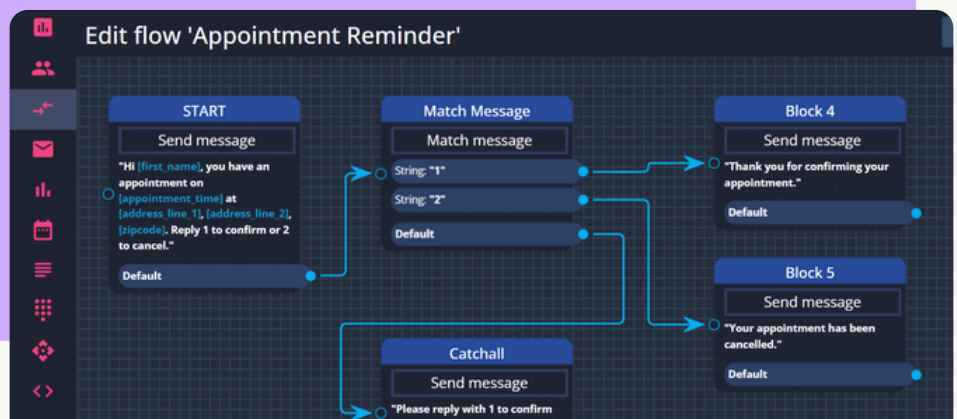 Edit flow 'Appointment Reminder'
START
Send message
"Hi [first_name], you have an
appointment on
[appointment_time] at
[address_line_1], [address_line_2],
[zipcode]. Reply 1 to confirm or 2
to cancel."
Default
Match Message
Match message
String: "1"
String: "2"
Default
Catchall
Send message
"Please reply with 1 to confirm
Block 4
Send message
"Thank you for confirming your
appointment."
Default
Block 5
Send message
"Your appointment has been
cancelled."
Default